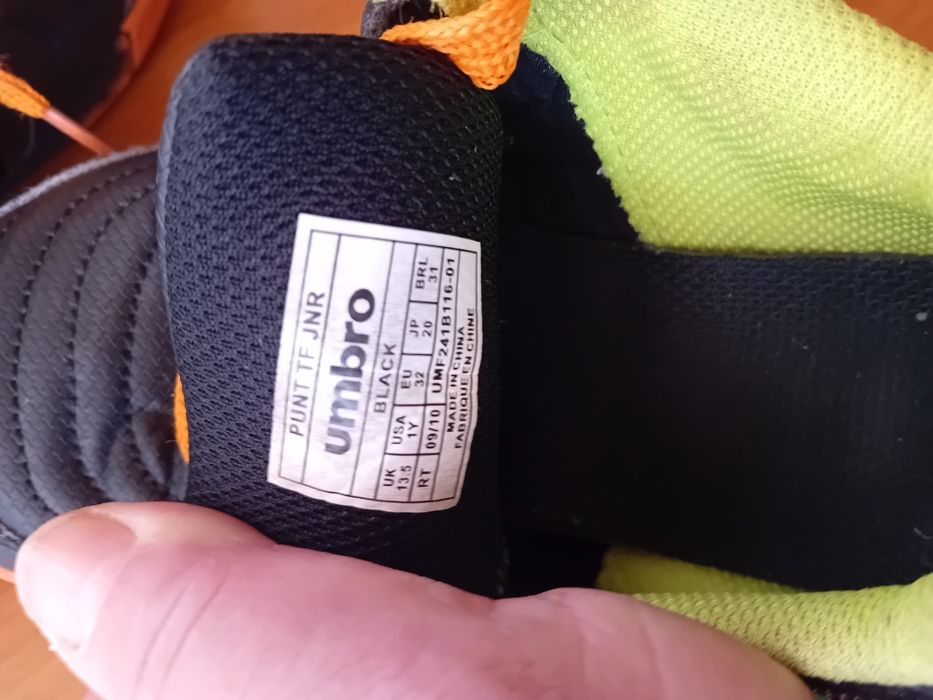 PUNT TF JNR
umbro
BLACK
UK USA EU JP BRL
13.5 1Y 32 20 31
RT 09/10 UMF241B116-01
MADE IN CHINA
FABRIQUE EN CHINE